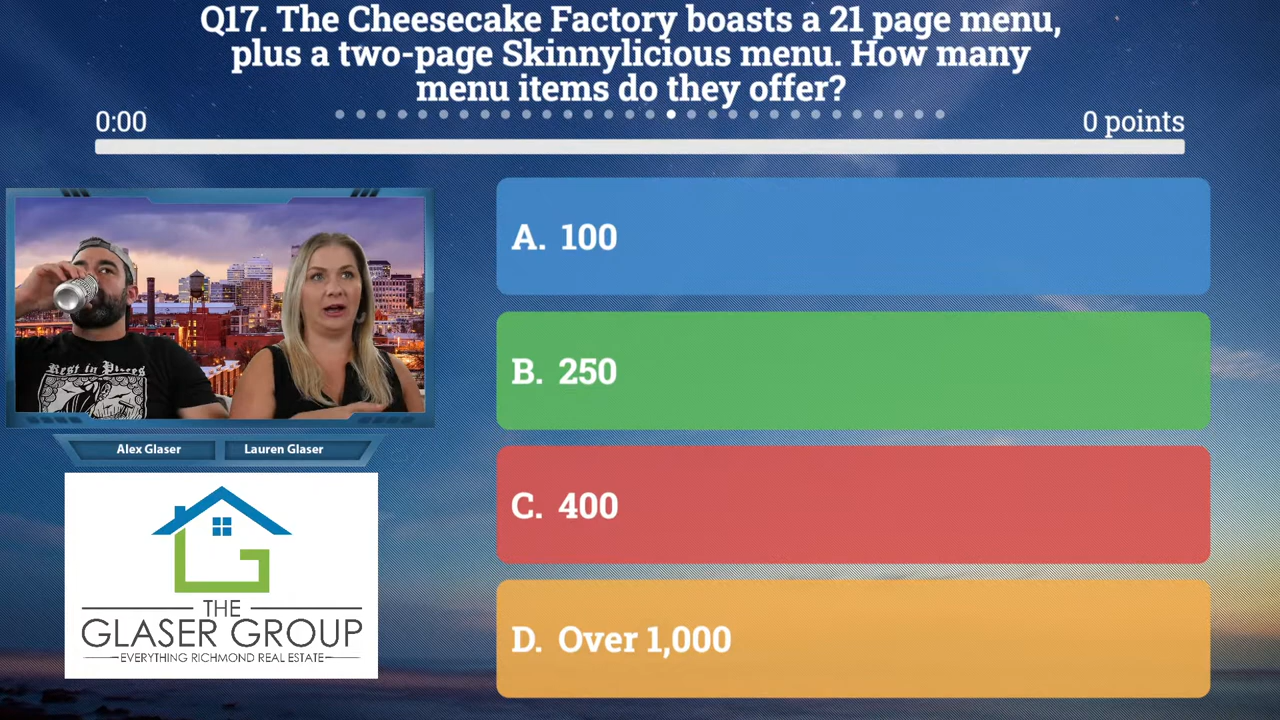 Q17. The Cheesecake Factory boasts a 21 page menu,
plus a two-page Skinnylicious menu. How many
menu items do they offer?
0:00
0 points
A. 100
B. 250
C. 400
D. Over 1,000
Rest in Pieces
Alex Glaser
Lauren Glaser
THE
GLASER GROUP
EVERYTHING RICHMOND REAL ESTATE